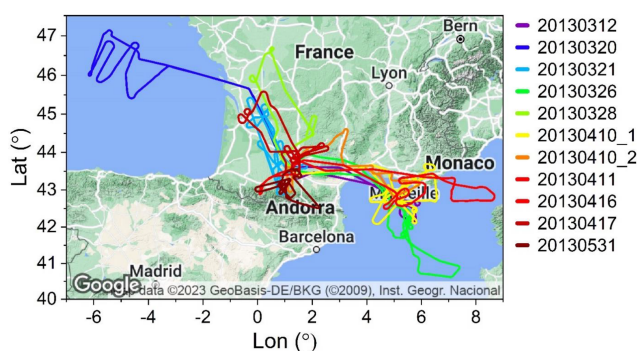 47
46
45
44
43
42
41
40
Lat (°)
-6
-4
-2
0
2
4
6
8
Lon (°)
France
Bern
Lyon
Monaco
Andorra
Barcelona
Madrid
Google
data ©2023 GeoBasis-DE/BKG (©2009), Inst. Geogr. Nacional
20130312
20130320
20130321
20130326
20130328
20130410_1
20130410_2
20130411
20130416
20130417
20130531